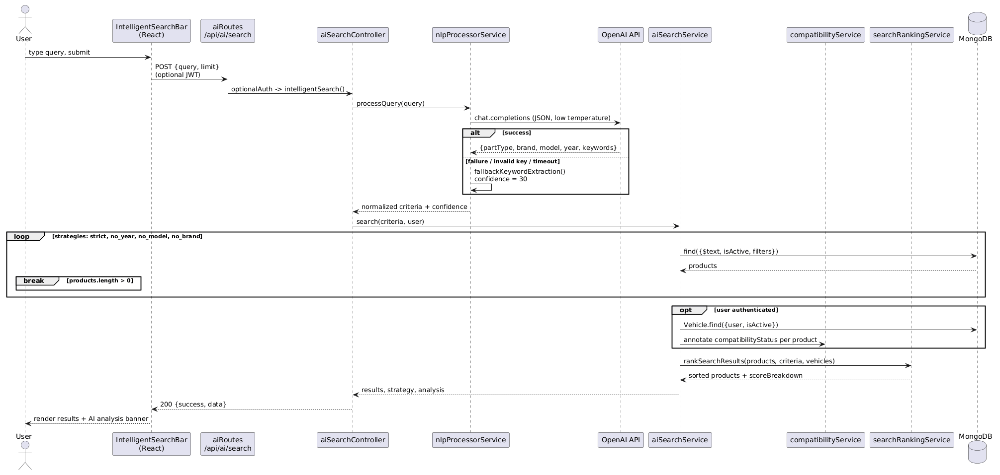 User
IntelligentSearchBar
(React)
aiRoutes
/api/ai/search
aiSearchController
nlpProcessorService
OpenAI API
aiSearchService
compatibilityService
searchRankingService
MongoDB
type query, submit
POST {query, limit}
(optional JWT)
optionalAuth -> intelligentSearch()
processQuery(query)
chat.completions (JSON, low temperature)
alt [success]
{partType, brand, model, year, keywords}
[failure / invalid key / timeout]
fallbackKeywordExtraction()
confidence = 30
normalized criteria + confidence
search(criteria, user)
loop [strategies: strict, no_year, no_model, no_brand]
find({$text, isActive, filters})
products
break [products.length > 0]
opt [user authenticated]
Vehicle.find({user, isActive})
annotate compatibilityStatus per product
rankSearchResults(products, criteria, vehicles)
sorted products + scoreBreakdown
results, strategy, analysis
200 {success, data}
render results + AI analysis banner
User
IntelligentSearchBar
(React)
aiRoutes
/api/ai/search
aiSearchController
nlpProcessorService
OpenAI API
aiSearchService
compatibilityService
searchRankingService
MongoDB